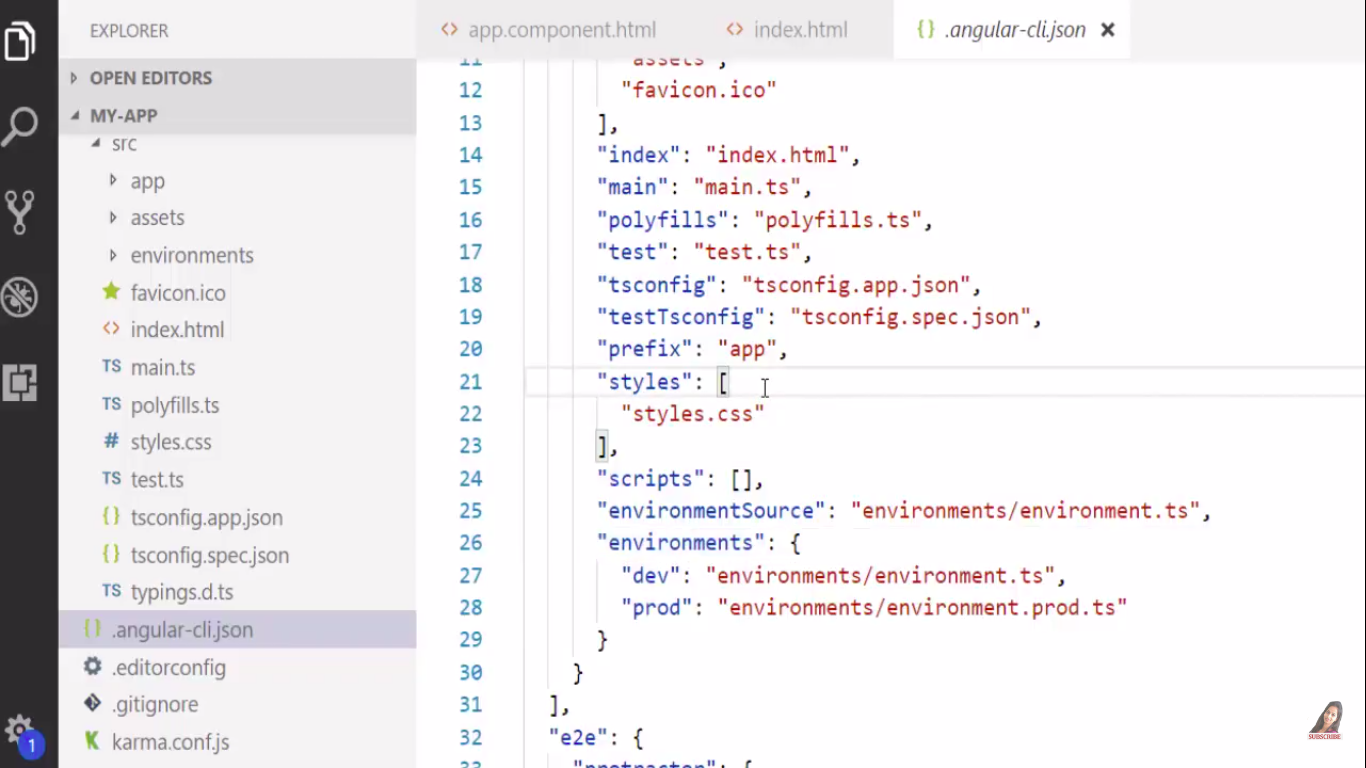 EXPLORER
OPEN EDITORS
MY-APP
src
app
assets
environments
favicon.ico
index.html
TS main.ts
TS polyfills.ts
# styles.css
TS test.ts
{} tsconfig.app.json
{} tsconfig.spec.json
TS typings.d.ts
{} .angular-cli.json
.editorconfig
.gitignore
K karma.conf.js
1
<> app.component.html <> index.html {} .angular-cli.json ×
11 "assets",
12 "favicon.ico"
13 ],
14 "index": "index.html",
15 "main": "main.ts",
16 "polyfills": "polyfills.ts",
17 "test": "test.ts",
18 "tsconfig": "tsconfig.app.json",
19 "testTsconfig": "tsconfig.spec.json",
20 "prefix": "app",
21 "styles": [
22 "styles.css"
23 ],
24 "scripts": [],
25 "environmentSource": "environments/environment.ts",
26 "environments": {
27 "dev": "environments/environment.ts",
28 "prod": "environments/environment.prod.ts"
29 }
30 }
31 ],
32 "e2e": {
33 "protractor": {
SUBSCRIBE